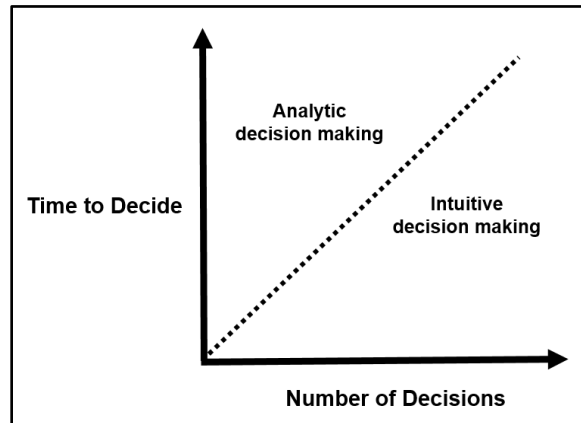 Analytic
decision making
Time to Decide
Intuitive
decision making
Number of Decisions